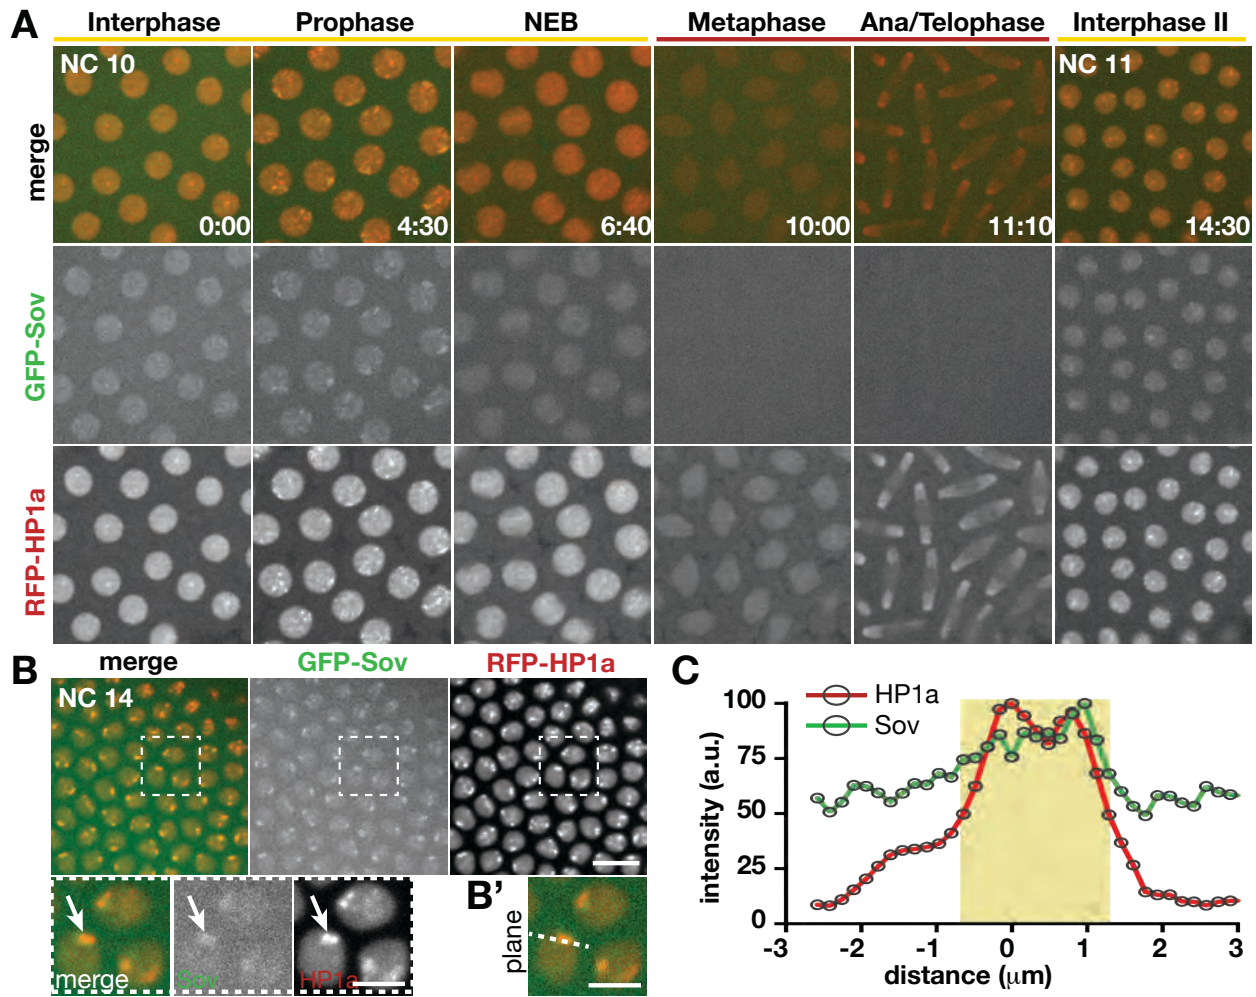 A
Interphase Prophase NEB Metaphase Ana/Telophase Interphase II
merge
NC 10
NC 11
0:00 4:30 6:40 10:00 11:10 14:30
GFP-Sov
RFP-HP1a
B
merge GFP-Sov RFP-HP1a
NC 14
merge Sov HP1a
B'
plane
C
HP1a
Sov
intensity (a.u.)
100
75
50
25
0
-3 -2 -1 0 1 2 3
distance (μm)